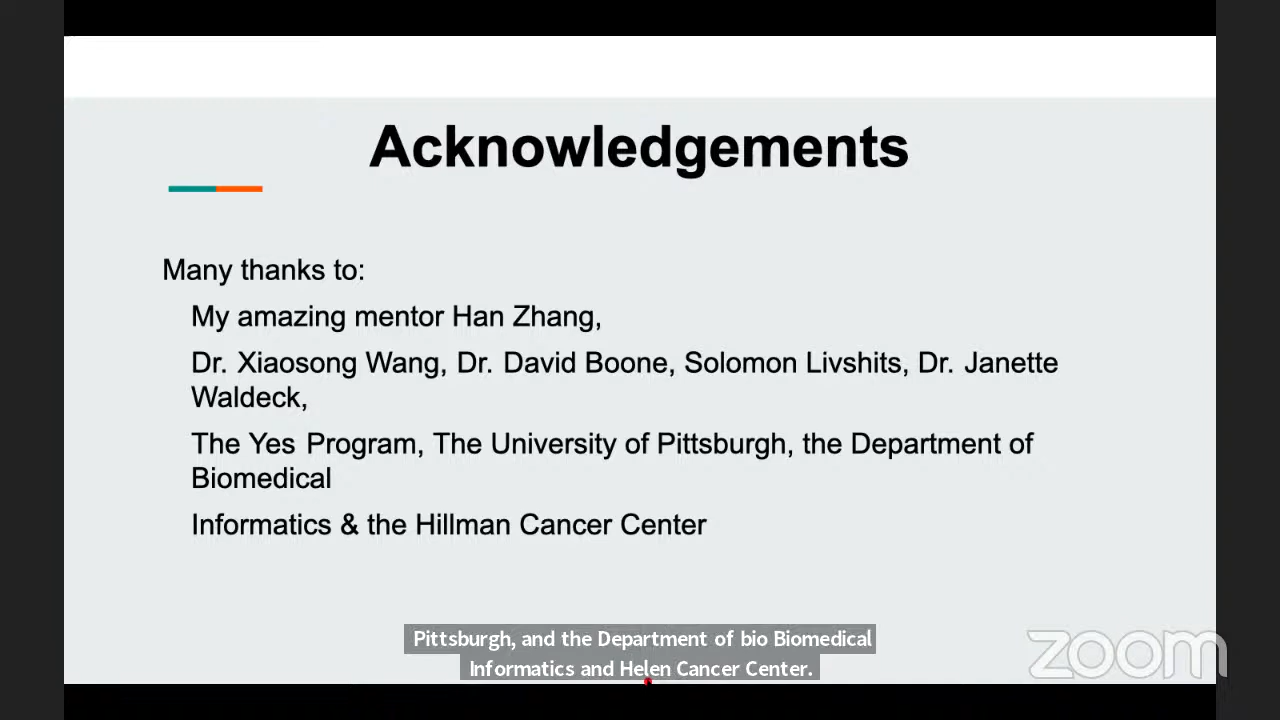 Acknowledgements
Many thanks to:
My amazing mentor Han Zhang,
Dr. Xiaosong Wang, Dr. David Boone, Solomon Livshits, Dr. Janette
Waldeck,
The Yes Program, The University of Pittsburgh, the Department of
Biomedical
Informatics & the Hillman Cancer Center
Pittsburgh, and the Department of bio Biomedical
Informatics and Helen Cancer Center.
zoom